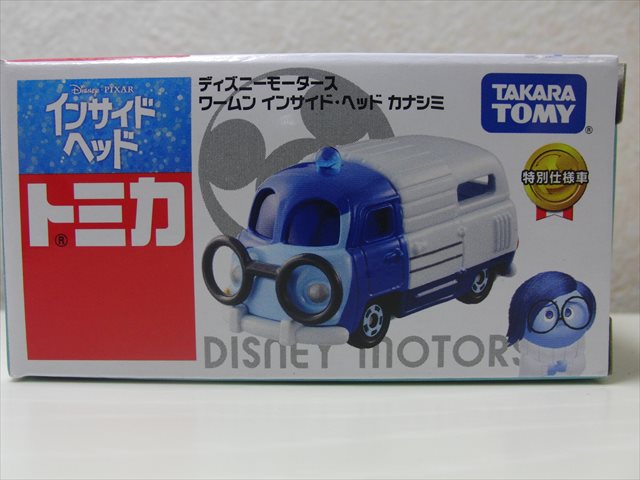 Disney PIXAR
インサイド
ヘッド
トミカ
®
ディズニーモータース
ワームン インサイド・ヘッド カナシミ
TAKARA
TOMY
®
特別仕様車
DISNEY MOTORS